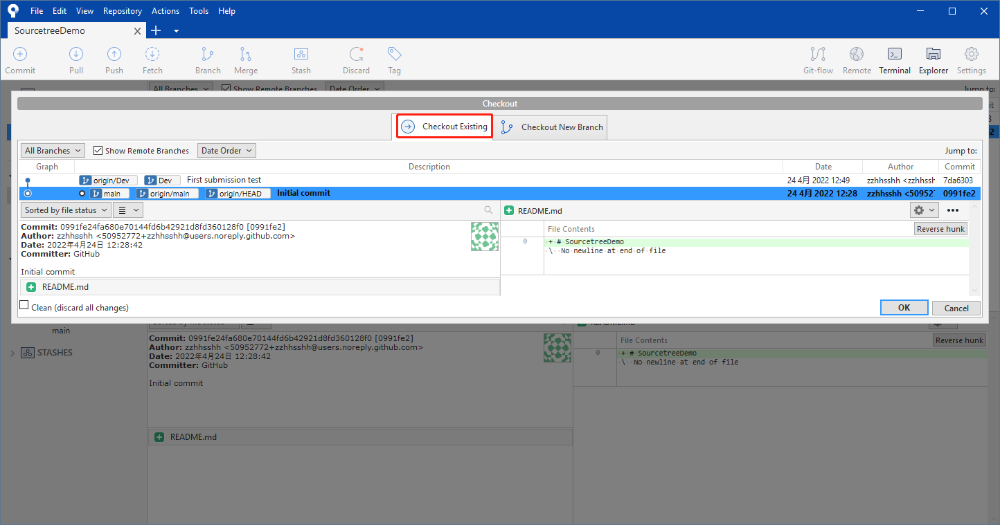 File Edit View Repository Actions Tools Help
SourcetreeDemo
Commit Pull Push Fetch Branch Merge Stash Discard Tag Git-flow Remote Terminal Explorer Settings
All Branches Show Remote Branches Date Order Jump to:
Checkout
Checkout Existing Checkout New Branch
All Branches Show Remote Branches Date Order Jump to:
Graph Description Date Author Commit
origin/Dev Dev First submission test 24 4月 2022 12:49 zzhhsshh <zzhhssh 7da6303
main origin/main origin/HEAD Initial commit 24 4月 2022 12:28 zzhhsshh <50952 0991fe2
Sorted by file status README.md
File Contents Reverse hunk
Commit: 0991fe24fa680e70144fd6b42921d8fd360128f0 [0991fe2]
Author: zzhhsshh <50952772+zzhhsshh@users.noreply.github.com>
Date: 2022年4月24日 12:28:42
Committer: GitHub
Initial commit
0 + # SourcetreeDemo
\ No newline at end of file
README.md
Clean (discard all changes) OK Cancel
main
STASHES
README.md
Commit: 0991fe24fa680e70144fd6b42921d8fd360128f0 [0991fe2]
Author: zzhhsshh <50952772+zzhhsshh@users.noreply.github.com>
Date: 2022年4月24日 12:28:42
Committer: GitHub
Initial commit
File Contents Reverse hunk
0 + # SourcetreeDemo
\ No newline at end of file
README.md